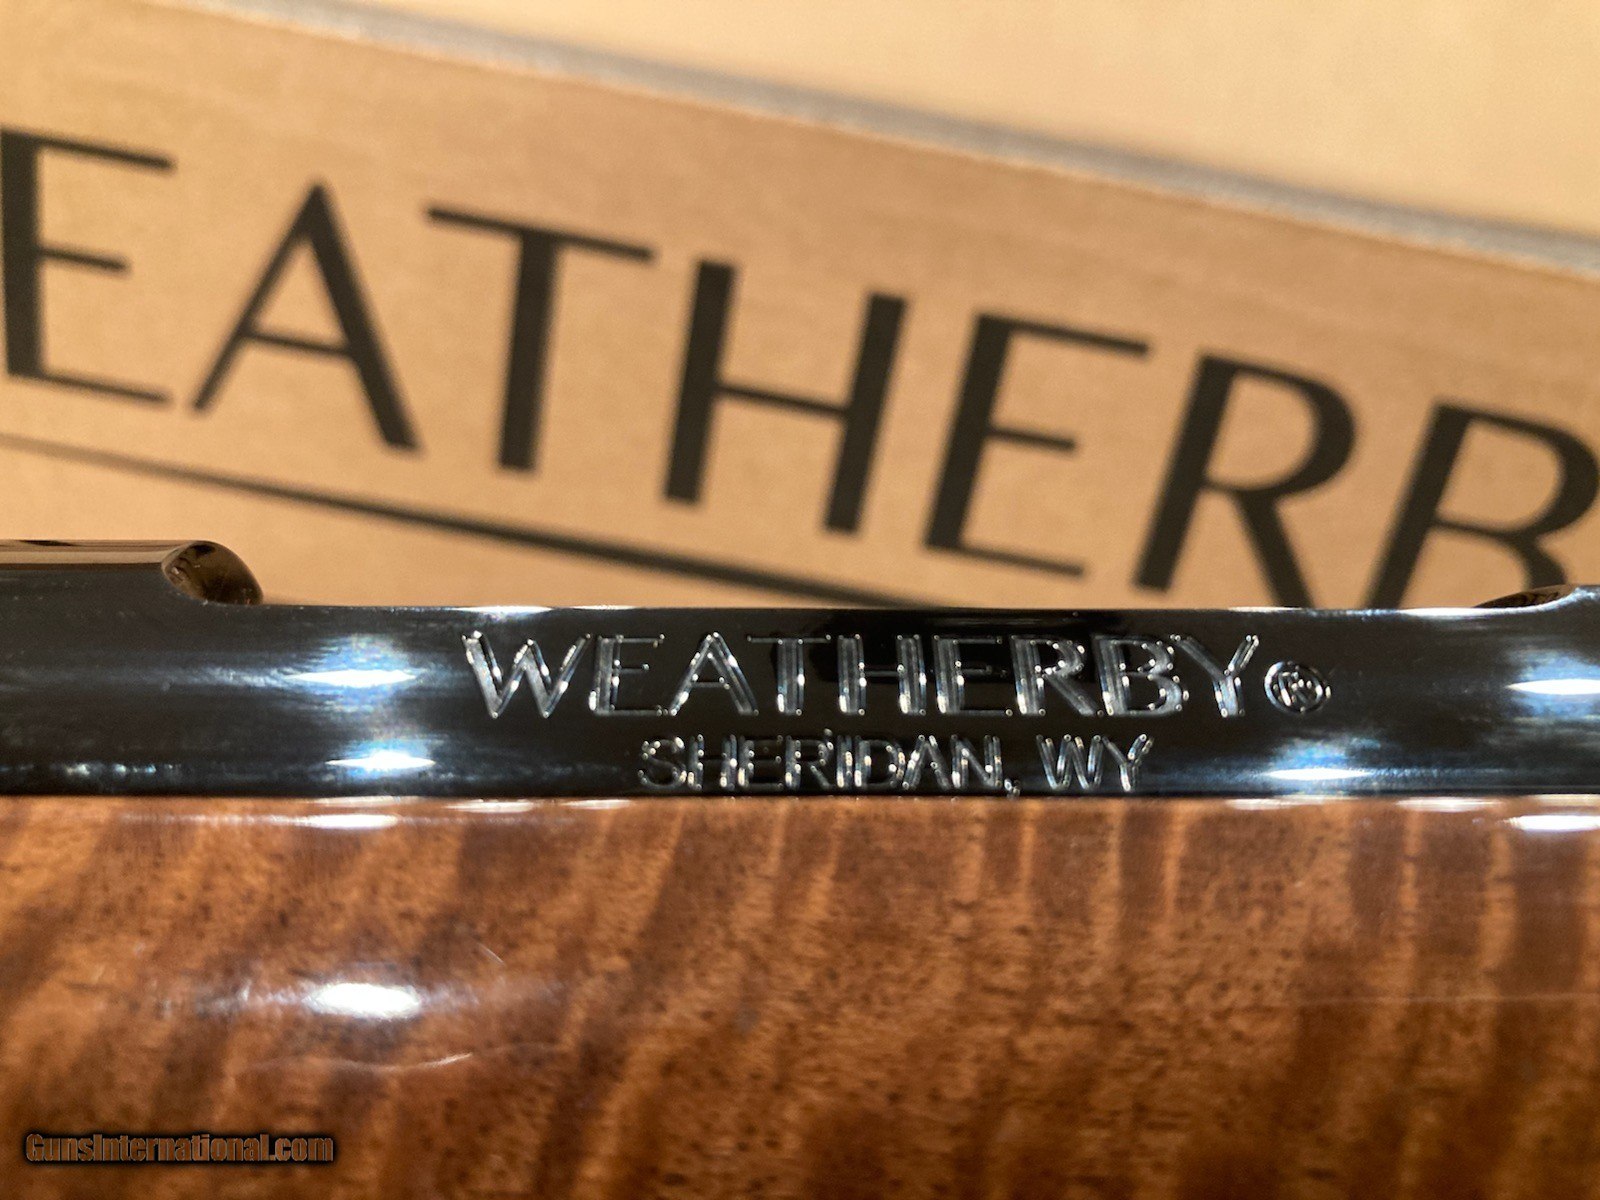 EATHERB
WEATHERBY®
SHERIDAN, WY
GunsInternational.com